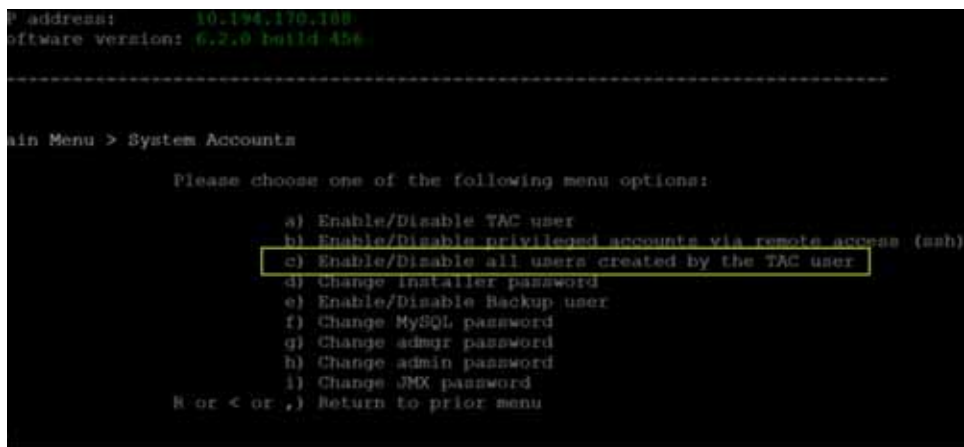 P address: 10.194.170.188
oftware version: 6.2.0 build 456
ain Menu > System Accounts
Please choose one of the following menu options:
a) Enable/Disable TAC user
b) Enable/Disable privileged accounts via remote access (ssh)
c) Enable/Disable all users created by the TAC user
d) Change installer password
e) Enable/Disable Backup user
f) Change MySQL password
g) Change admgr password
h) Change admin password
i) Change JMX password
R or < or ,) Return to prior menu